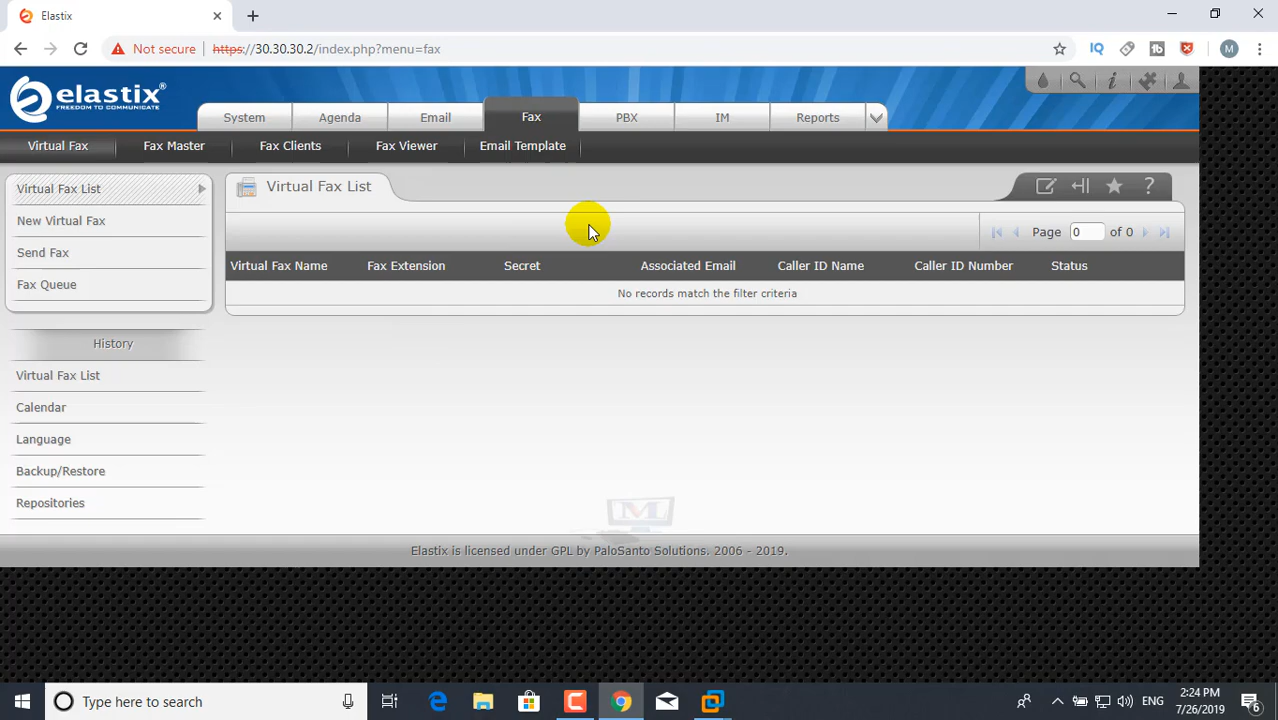 Elastix
Not secure https://30.30.30.2/index.php?menu=fax
IQ
M
elastix
FREEDOM TO COMMUNICATE
System Agenda Email Fax PBX IM Reports
Virtual Fax Fax Master Fax Clients Fax Viewer Email Template
Virtual Fax List
New Virtual Fax
Send Fax
Fax Queue
History
Virtual Fax List
Calendar
Language
Backup/Restore
Repositories
Virtual Fax List
Page 0 of 0
Virtual Fax Name Fax Extension Secret Associated Email Caller ID Name Caller ID Number Status
No records match the filter criteria
M
Elastix is licensed under GPL by PaloSanto Solutions. 2006 - 2019.
Type here to search
ENG
2:24 PM
7/26/2019
6